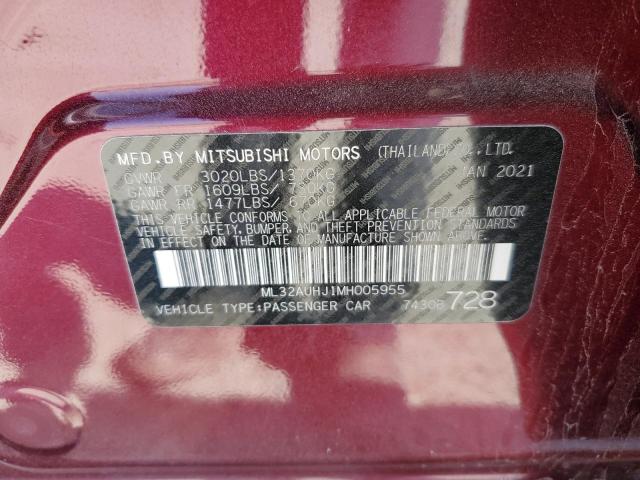 MFD.BY MITSUBISHI MOTORS (THAILAND)CO.,LTD.
GVWR 3020LBS/1370KG JAN 2021
GAWR FR 1609LBS/ 730KG
GAWR RR 1477LBS/ 670KG
THIS VEHICLE CONFORMS TO ALL APPLICABLE FEDERAL MOTOR
VEHICLE SAFETY, BUMPER, AND THEFT PREVENTION STANDARDS
IN EFFECT ON THE DATE OF MANUFACTURE SHOWN ABOVE.
ML32AUHJ1MH005955
VEHICLE TYPE:PASSENGER CAR 7430B 728